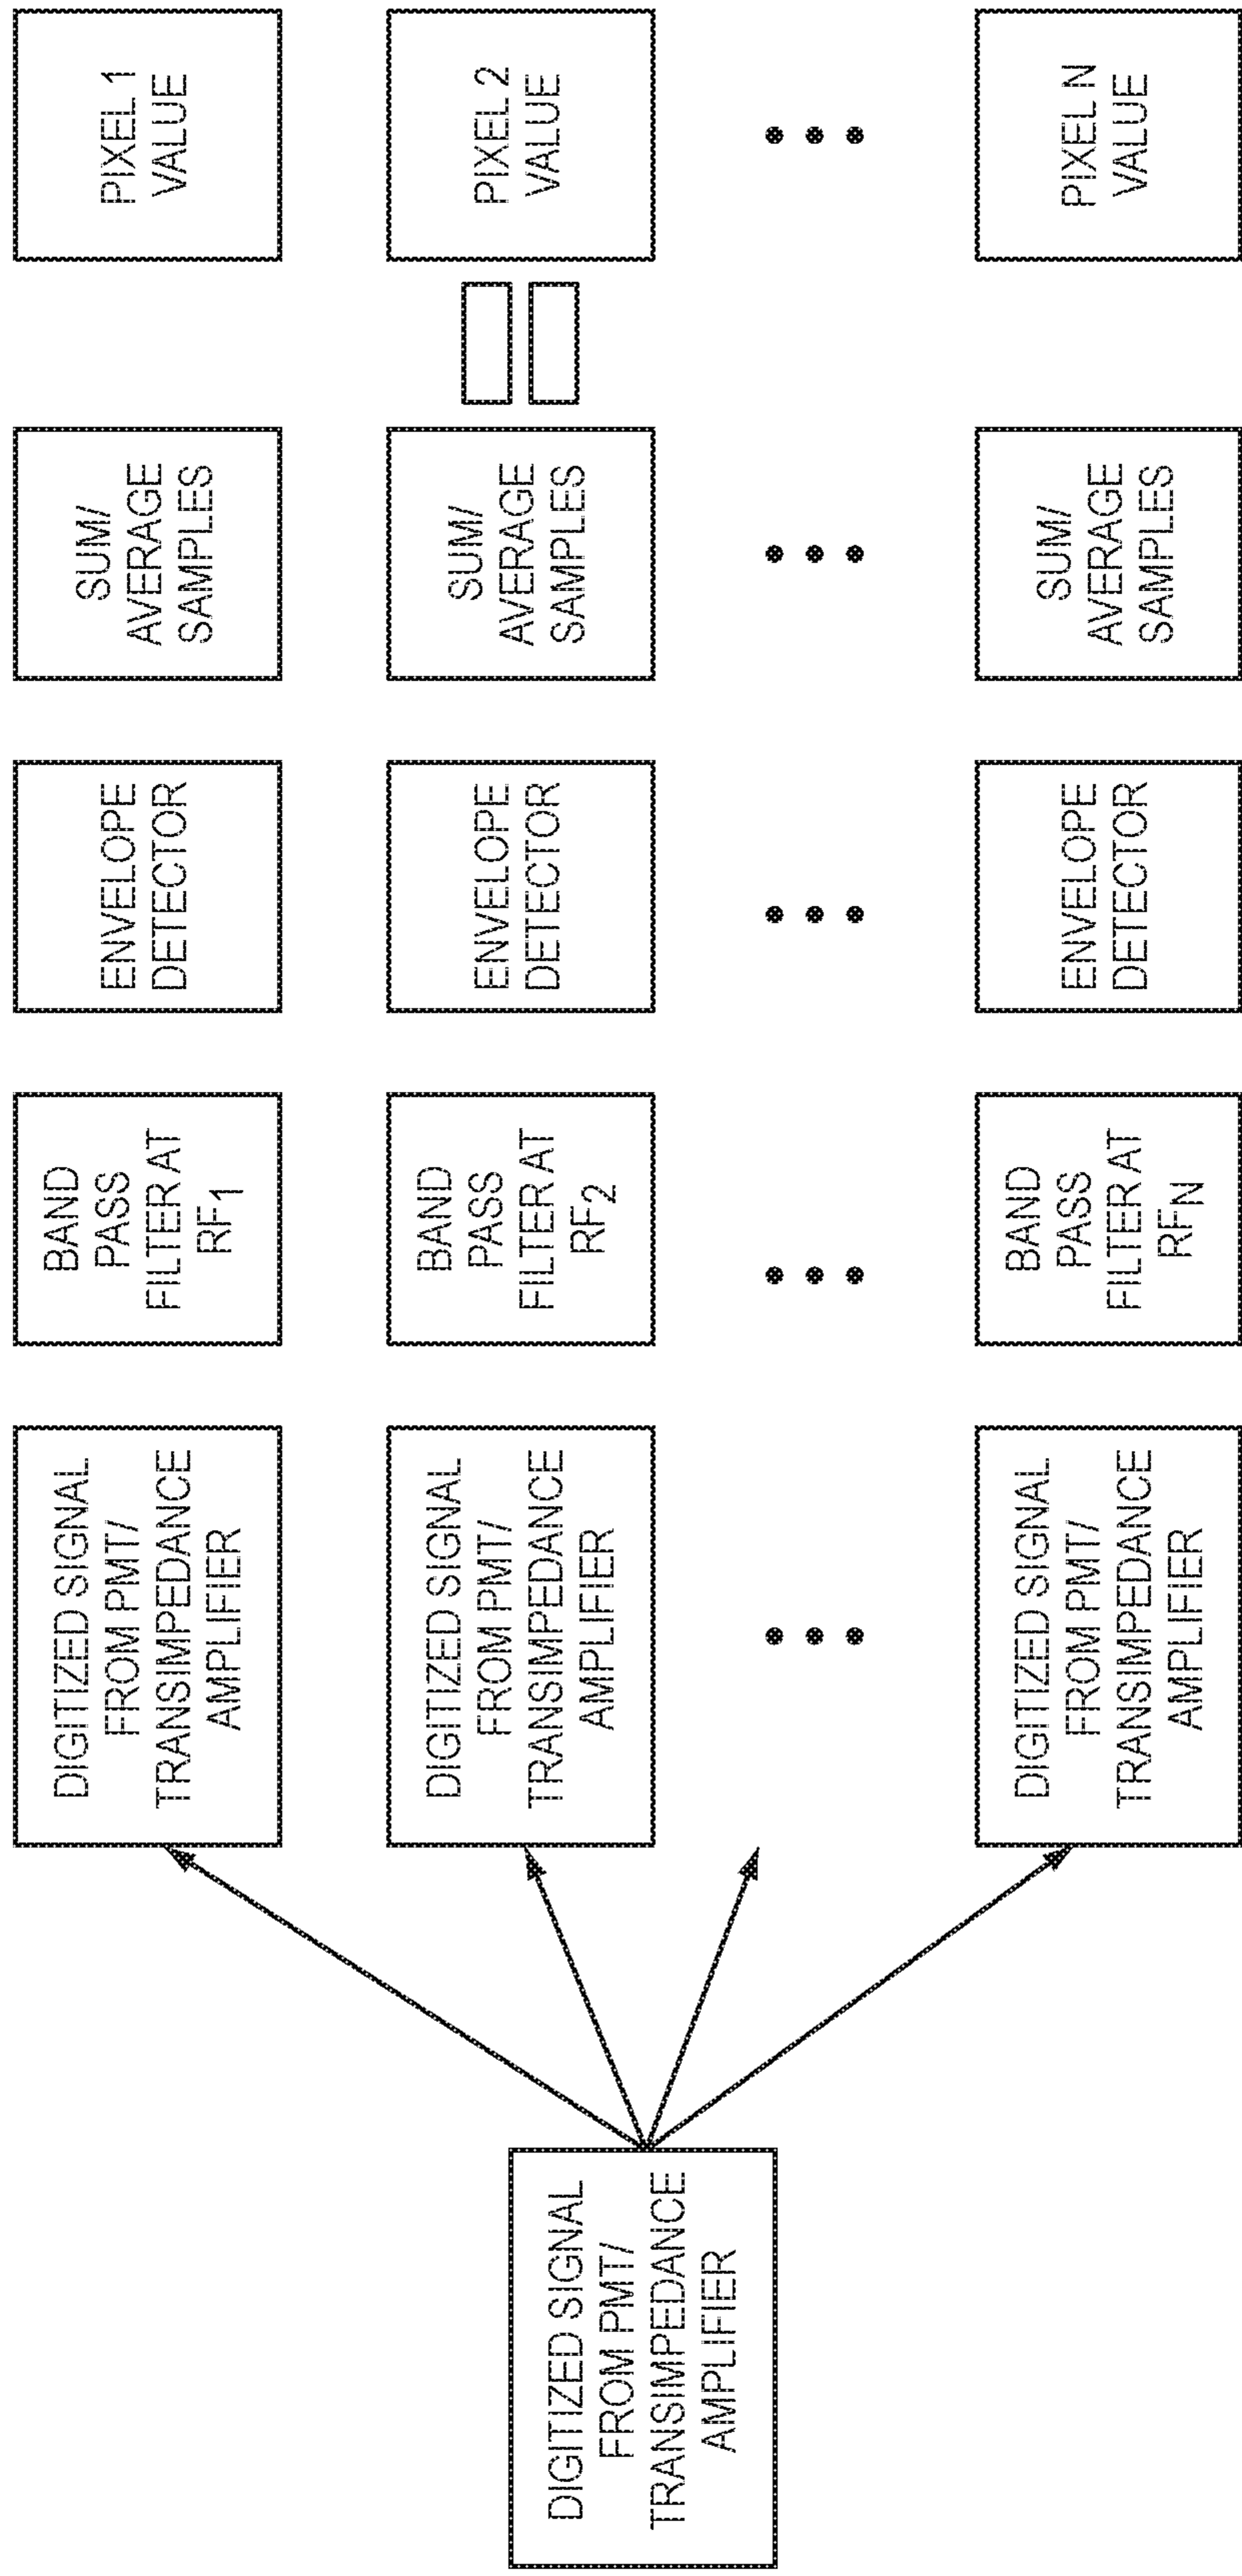 DIGITIZED SIGNAL
FROM PMT/
TRANSIMPEDANCE
AMPLIFIER
DIGITIZED SIGNAL
FROM PMT/
TRANSIMPEDANCE
AMPLIFIER
BAND
PASS
FILTER AT
RF1
ENVELOPE
DETECTOR
SUM/
AVERAGE
SAMPLES
PIXEL 1
VALUE
DIGITIZED SIGNAL
FROM PMT/
TRANSIMPEDANCE
AMPLIFIER
BAND
PASS
FILTER AT
RF2
ENVELOPE
DETECTOR
SUM/
AVERAGE
SAMPLES
PIXEL 2
VALUE
DIGITIZED SIGNAL
FROM PMT/
TRANSIMPEDANCE
AMPLIFIER
BAND
PASS
FILTER AT
RFN
ENVELOPE
DETECTOR
SUM/
AVERAGE
SAMPLES
PIXEL N
VALUE